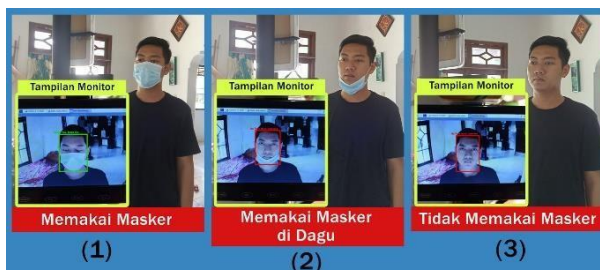 Tampilan Monitor
Memakai Masker
(1)
Tampilan Monitor
Memakai Masker
di Dagu
(2)
Tampilan Monitor
Tidak Memakai Masker
(3)